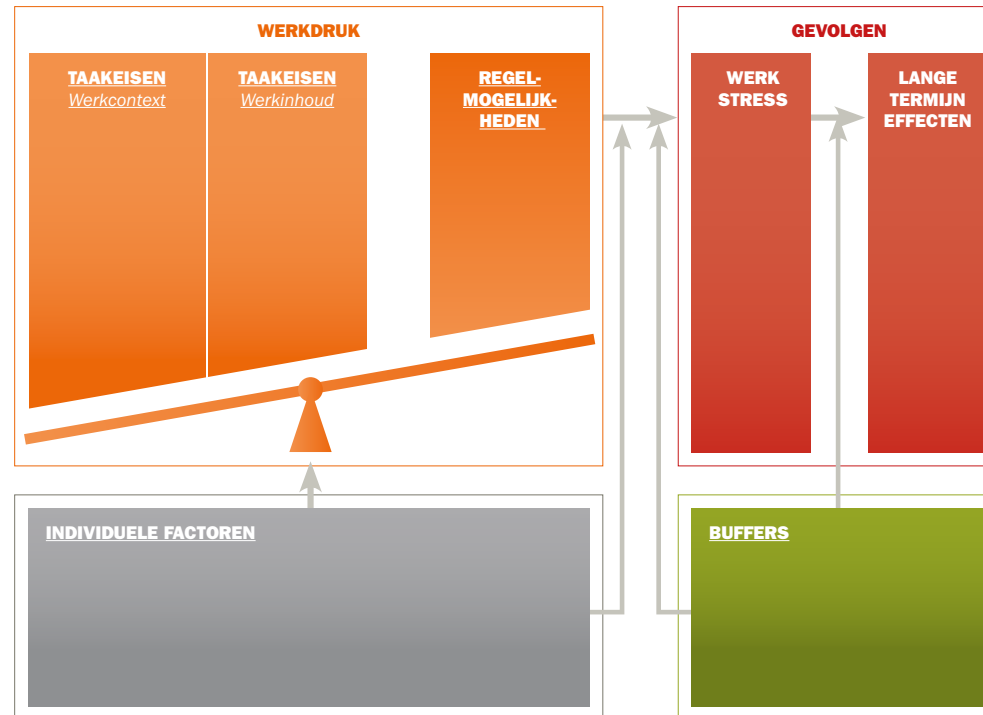 WERKDRUK
TAAKEISEN
Werkcontext
TAAKEISEN
Werkinhoud
REGEL-
MOGELIJK-
HEDEN
GEVOLGEN
WERK
STRESS
LANGE
TERMIJN
EFFECTEN
INDIVIDUELE FACTOREN
BUFFERS